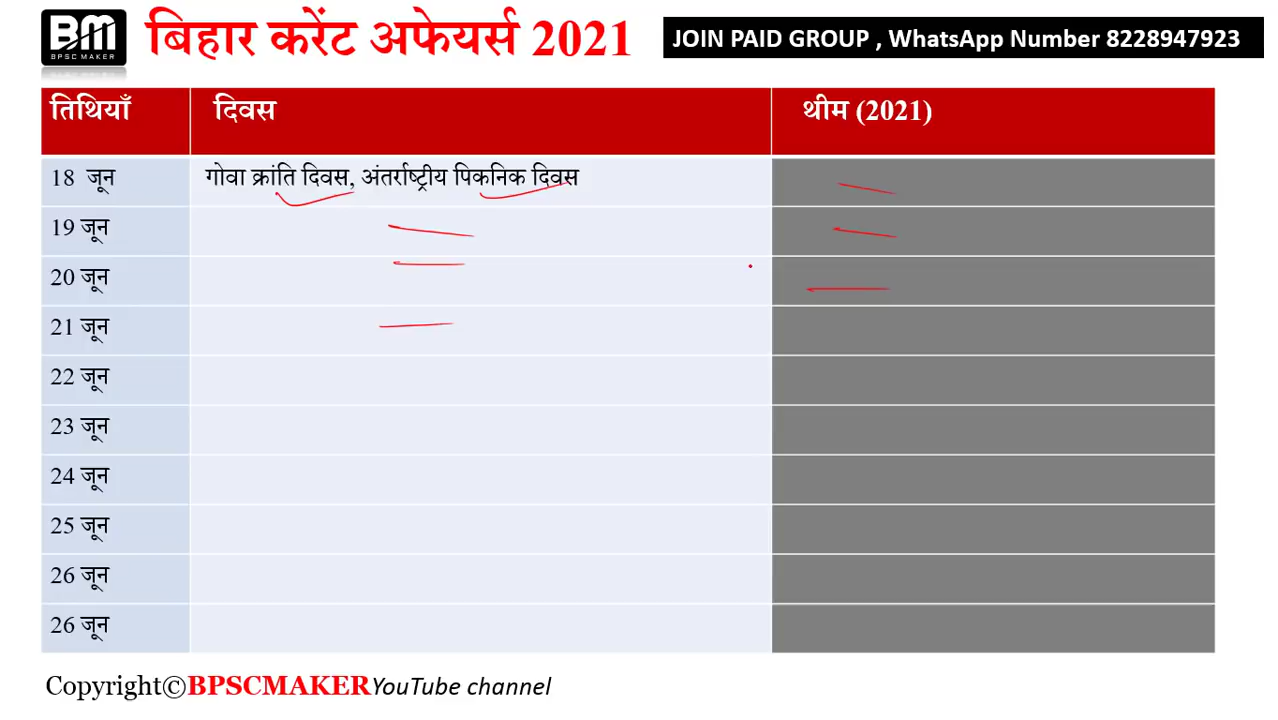 BM
BPSC MAKER
बिहार करेंट अफेयर्स 2021
JOIN PAID GROUP , WhatsApp Number 8228947923
तिथियाँ दिवस थीम (2021)
18 जून गोवा क्रांति दिवस, अंतर्राष्ट्रीय पिकनिक दिवस
19 जून
20 जून
21 जून
22 जून
23 जून
24 जून
25 जून
26 जून
26 जून
Copyright©BPSCMAKER YouTube channel